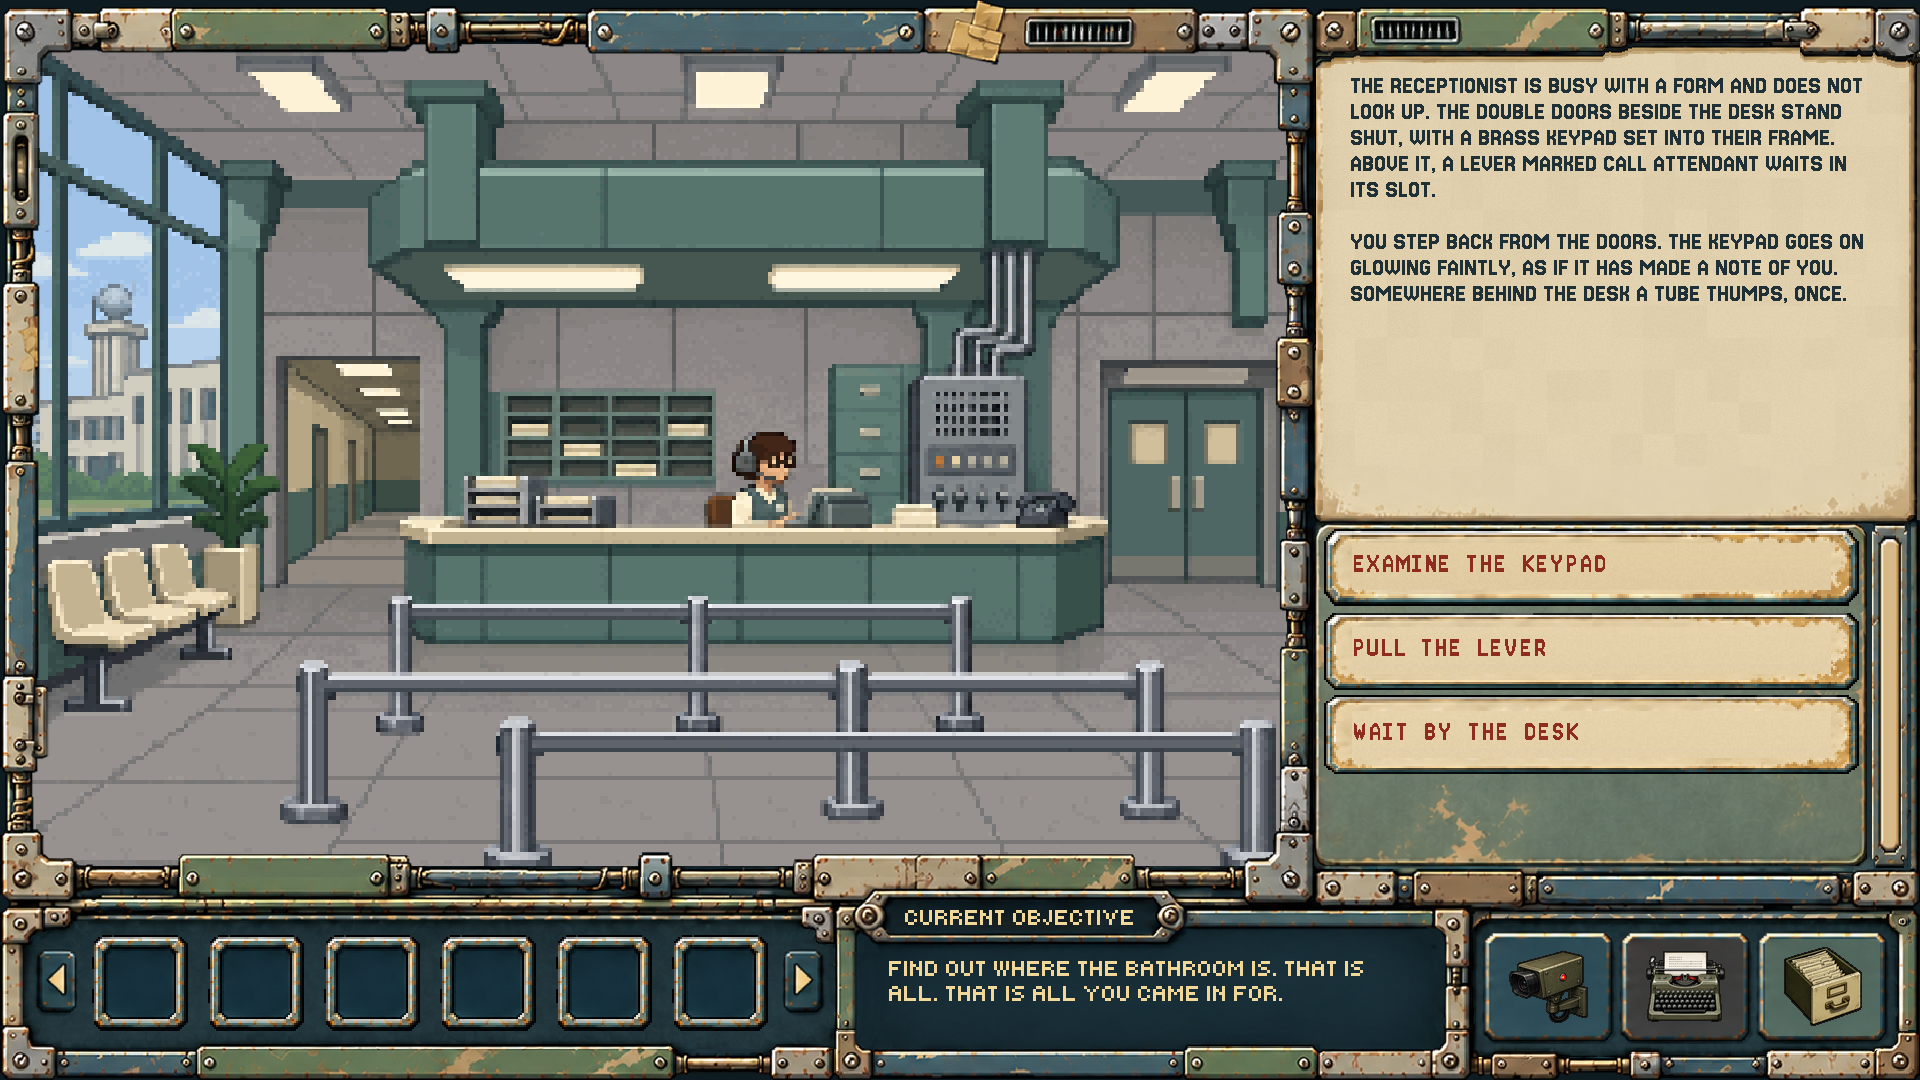 THE RECEPTIONIST IS BUSY WITH A FORM AND DOES NOT
LOOK UP. THE DOUBLE DOORS BESIDE THE DESK STAND
SHUT, WITH A BRASS KEYPAD SET INTO THEIR FRAME.
ABOVE IT, A LEVER MARKED CALL ATTENDANT WAITS IN
ITS SLOT.
YOU STEP BACK FROM THE DOORS. THE KEYPAD GOES ON
GLOWING FAINTLY, AS IF IT HAS MADE A NOTE OF YOU.
SOMEWHERE BEHIND THE DESK A TUBE THUMPS, ONCE.
EXAMINE THE KEYPAD
PULL THE LEVER
WAIT BY THE DESK
CURRENT OBJECTIVE
FIND OUT WHERE THE BATHROOM IS. THAT IS
ALL. THAT IS ALL YOU CAME IN FOR.